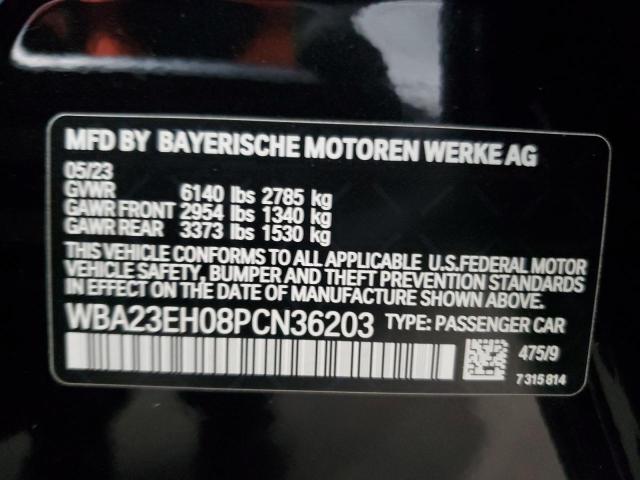 MFD BY BAYERISCHE MOTOREN WERKE AG
05/23
GVWR 6140 lbs 2785 kg
GAWR FRONT 2954 lbs 1340 kg
GAWR REAR 3373 lbs 1530 kg
THIS VEHICLE CONFORMS TO ALL APPLICABLE U.S.FEDERAL MOTOR
VEHICLE SAFETY, BUMPER AND THEFT PREVENTION STANDARDS
IN EFFECT ON THE DATE OF MANUFACTURE SHOWN ABOVE.
WBA23EH08PCN36203 TYPE: PASSENGER CAR
475/9
7315814